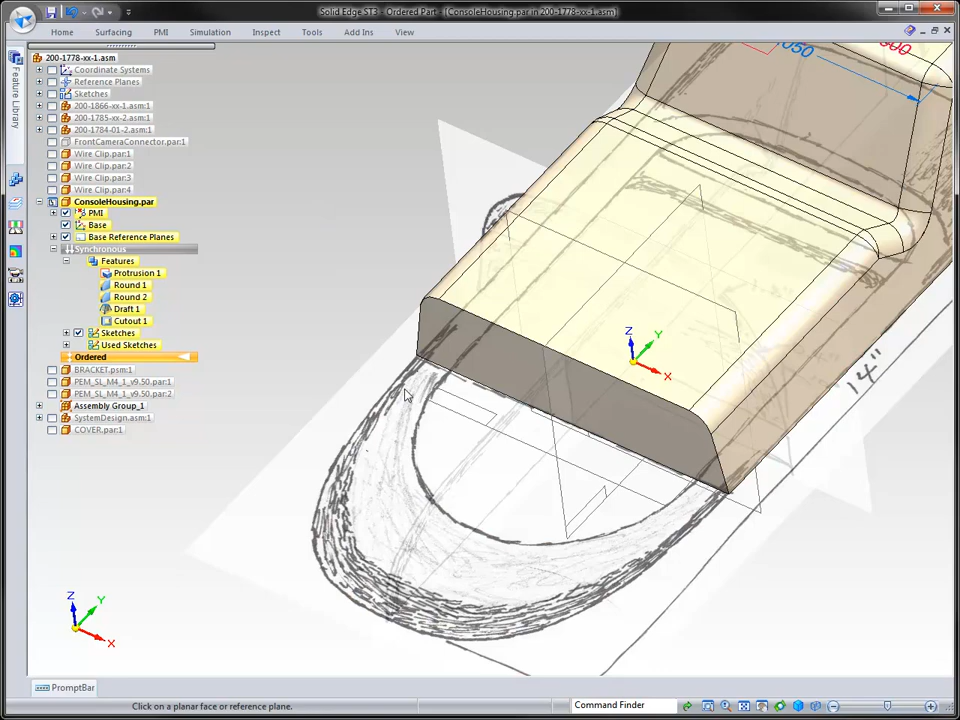 Solid Edge ST3 - Ordered Part - [ConsoleHousing.par in 200-1778-xx-1.asm]
Home Surfacing PMI Simulation Inspect Tools Add Ins View
Feature Library
200-1778-xx-1.asm
Coordinate Systems
Reference Planes
Sketches
200-1866-xx-1.asm:1
200-1785-xx-2.asm:1
200-1784-01-2.asm:1
FrontCameraConnector.par:1
Wire Clip.par:1
Wire Clip.par:2
Wire Clip.par:3
Wire Clip.par:4
ConsoleHousing.par
PMI
Base
Base Reference Planes
Synchronous
Features
Protrusion 1
Round 1
Round 2
Draft 1
Cutout 1
Sketches
Used Sketches
Ordered
BRACKET.psm:1
PEM_SL_M4_1_v9.50.par:1
PEM_SL_M4_1_v9.50.par:2
Assembly Group_1
SystemDesign.asm:1
COVER.par:1
Z
Y
X
14"
Z
Y
X
PromptBar
Click on a planar face or reference plane.
Command Finder